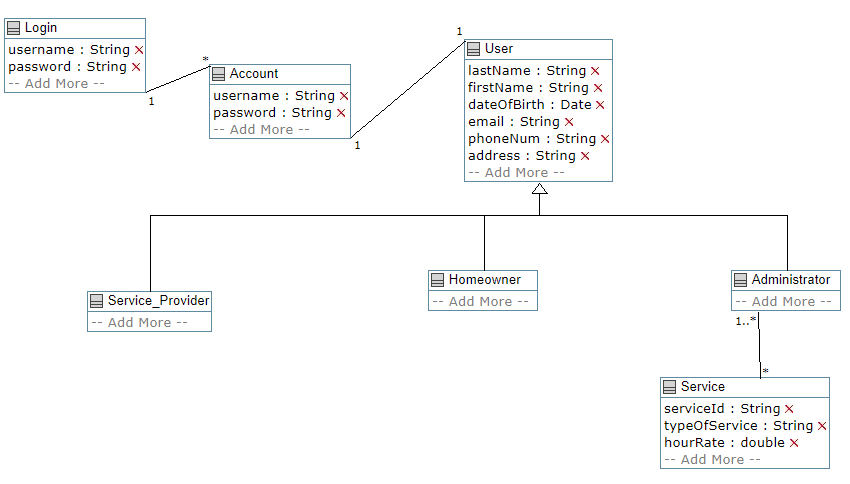 Login
username : String
password : String
-- Add More --
1
*
Account
username : String
password : String
-- Add More --
1
1
User
lastName : String
firstName : String
dateOfBirth : Date
email : String
phoneNum : String
address : String
-- Add More --
Service_Provider
-- Add More --
Homeowner
-- Add More --
Administrator
-- Add More --
1..*
*
Service
serviceId : String
typeOfService : String
hourRate : double
-- Add More --